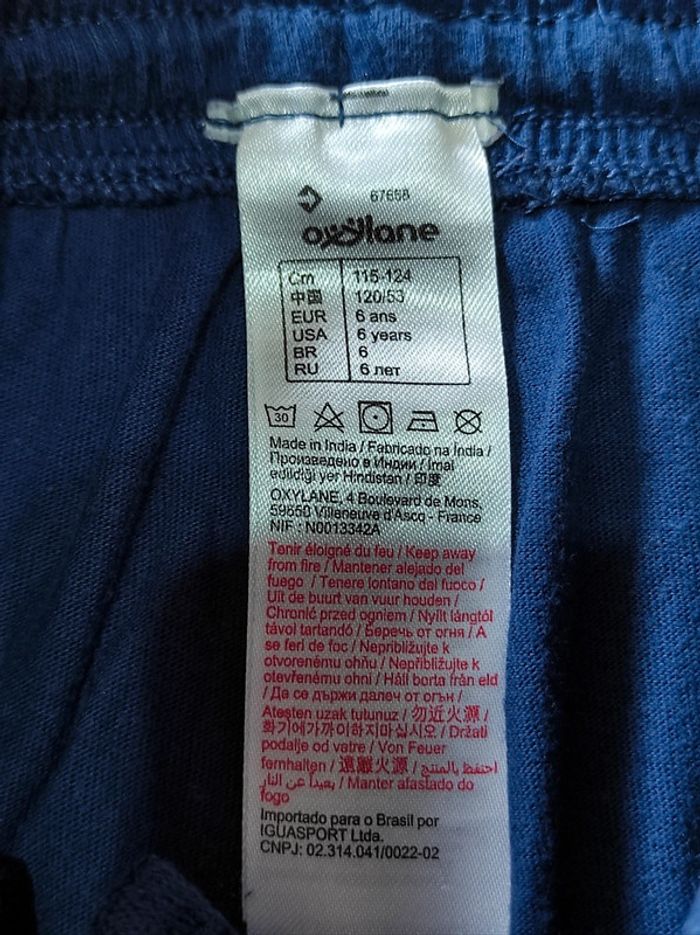 67658
oxylane
Cm 115-124
中国 120/53
EUR 6 ans
USA 6 years
BR 6
RU 6 лет
30
Made in India / Fabricado na Índia /
Произведено в Индии / Imal
edildiği yer Hindistan / 印度
OXYLANE, 4 Boulevard de Mons,
59650 Villeneuve d'Ascq - France
NIF : N0013342A
Tenir éloigné du feu / Keep away
from fire / Mantener alejado del
fuego / Tenere lontano dal fuoco /
Uit de buurt van vuur houden /
Chronić przed ogniem / Nyílt lángtól
távol tartandó / Беречь от огня / A
se feri de foc / Nepribližujte k
otvorenému ohňu / Nepřibližujte k
otevřenému ohni / Håll borta från eld
/ Да се държи далеч от огън /
Ateşten uzak tutunuz / 勿近火源 /
화기에가까이하지마십시오 / Držati
podalje od vatre / Von Feuer
fernhalten / 遠離火源 / احتفظ بالمنتج
بعيدا عن النار / Manter afastado do
fogo
Importado para o Brasil por
IGUASPORT Ltda.
CNPJ: 02.314.041/0022-02